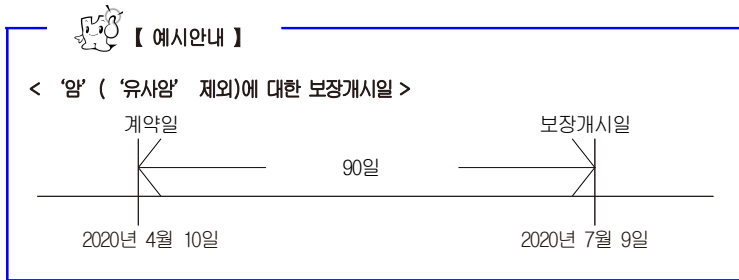 【 예시안내 】
< ‘암’ ( ‘유사암’ 제외)에 대한 보장개시일 >
계약일 보장개시일
90일
2020년 4월 10일 2020년 7월 9일